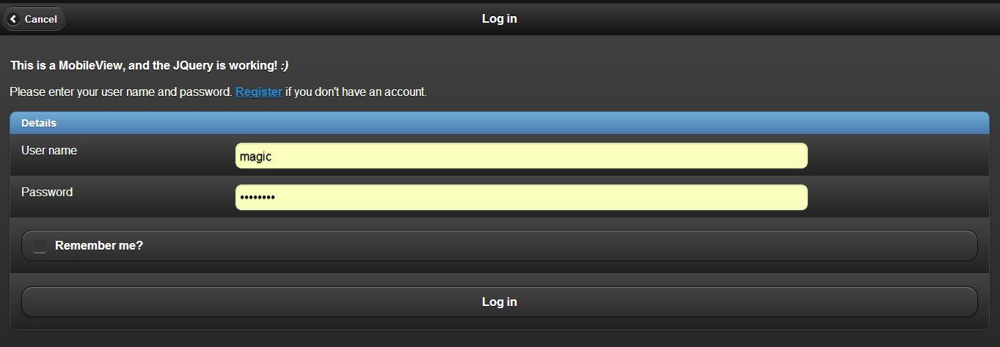 Cancel
Log in
This is a MobileView, and the JQuery is working! :)
Please enter your user name and password. Register if you don't have an account.
Details
User name
magic
Password
••••••••
Remember me?
Log in